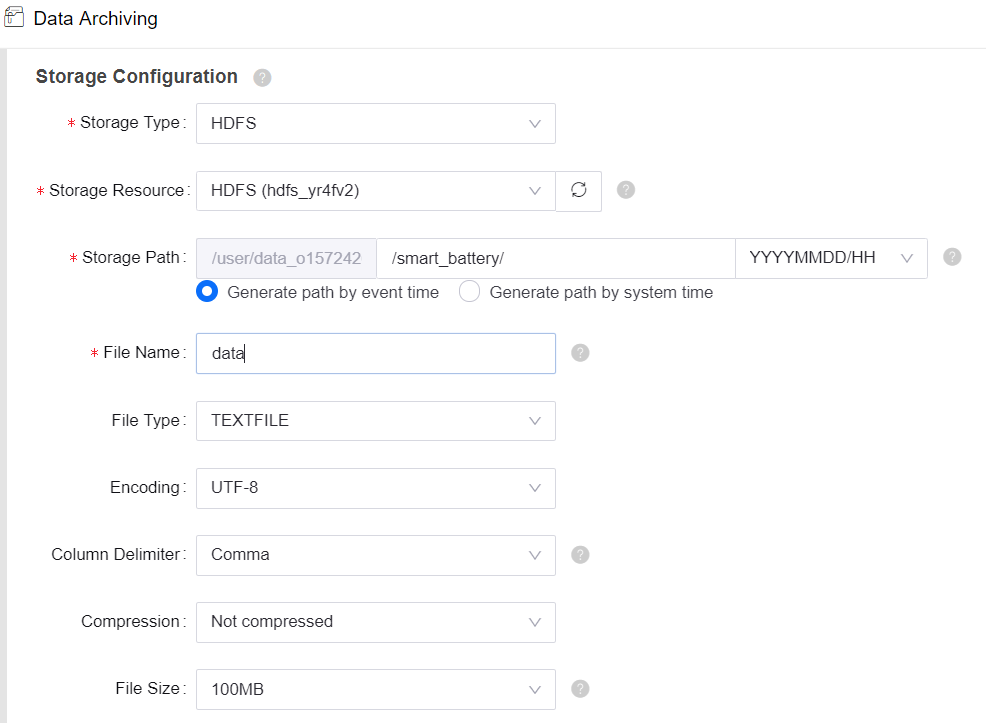 Data Archiving
Storage Configuration ?
* Storage Type: HDFS
* Storage Resource: HDFS (hdfs_yr4fv2) ?
* Storage Path: /user/data_o157242 /smart_battery/ YYYYMMDD/HH ?
Generate path by event time Generate path by system time
* File Name: data ?
File Type: TEXTFILE
Encoding: UTF-8
Column Delimiter: Comma ?
Compression: Not compressed
File Size: 100MB ?